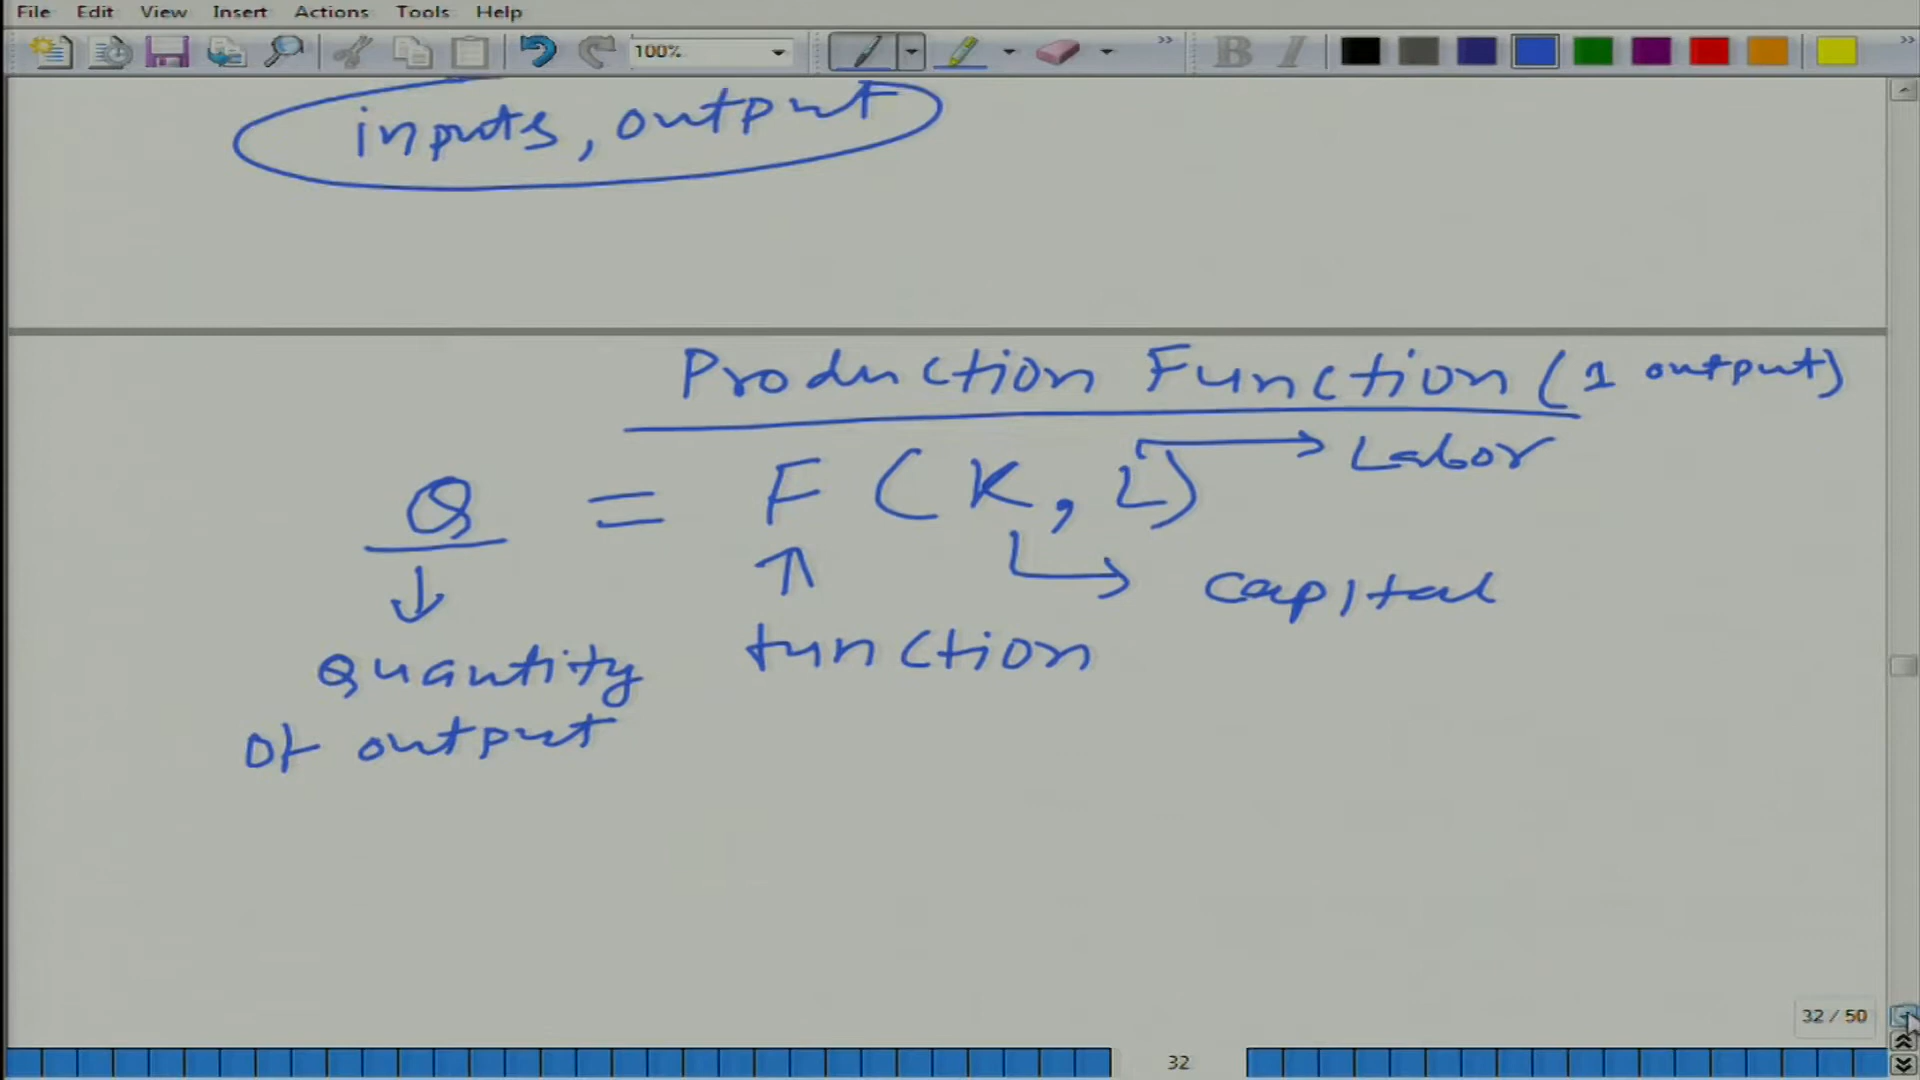 File Edit View Insert Actions Tools Help
100%
B I
inputs, output
Production Function (1 output)
Q = F (K, L) → Labor
capital
Quantity function
of output
32 / 50
32